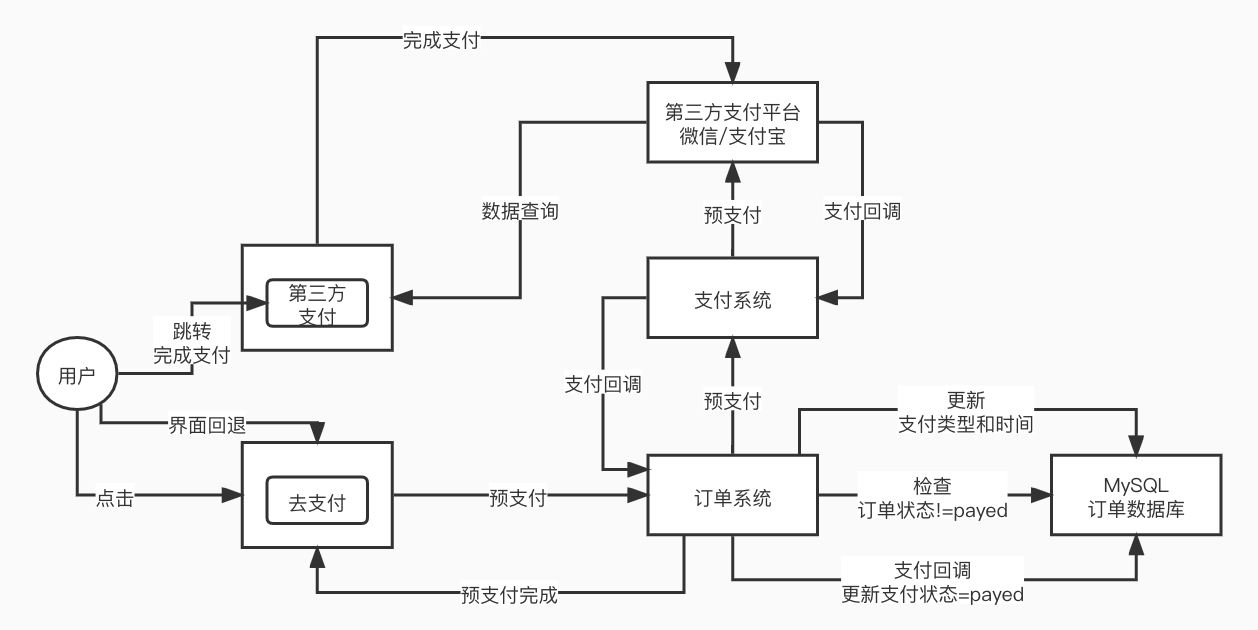 完成支付
第三方支付平台
微信/支付宝
数据查询
预支付
支付回调
第三方
支付
支付系统
跳转
完成支付
用户
支付回调
预支付
更新
支付类型和时间
界面回退
点击
去支付
预支付
订单系统
检查
订单状态!=payed
MySQL
订单数据库
预支付完成
支付回调
更新支付状态=payed